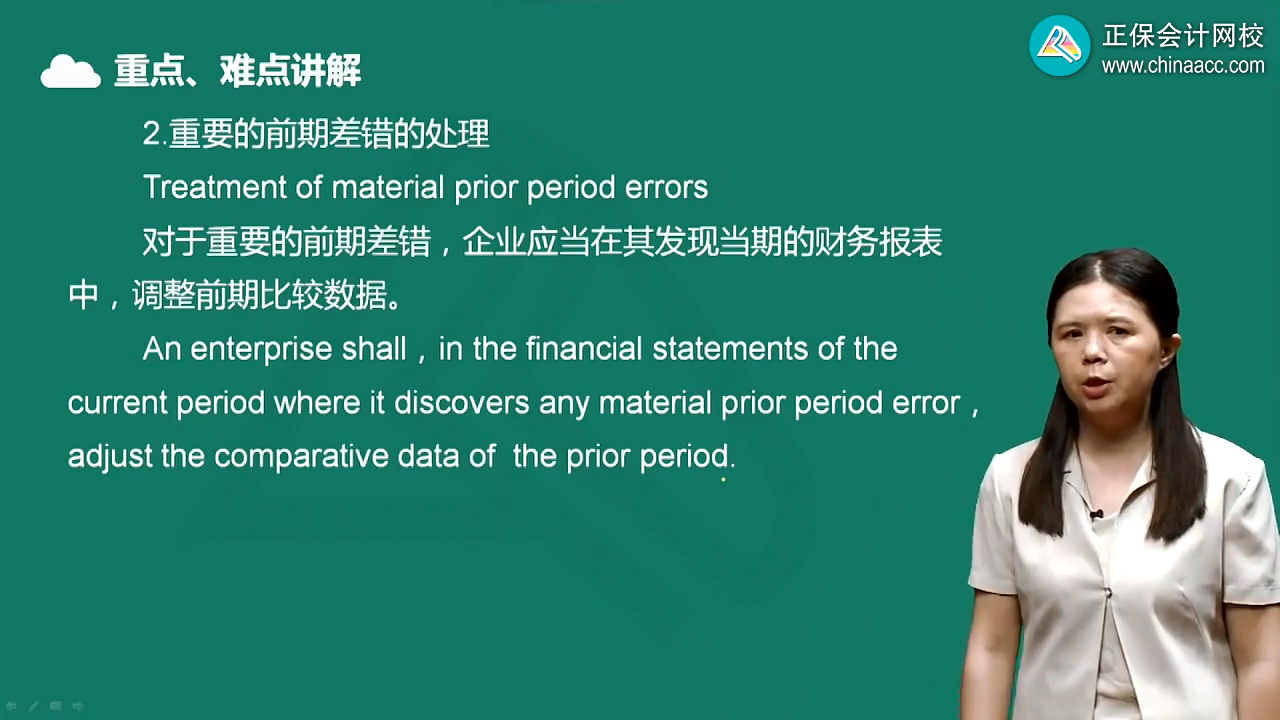 正保会计网校
www.chinaacc.com
重点、难点讲解
2.重要的前期差错的处理
Treatment of material prior period errors
对于重要的前期差错，企业应当在其发现当期的财务报表
中，调整前期比较数据。
An enterprise shall，in the financial statements of the
current period where it discovers any material prior period error，
adjust the comparative data of the prior period.